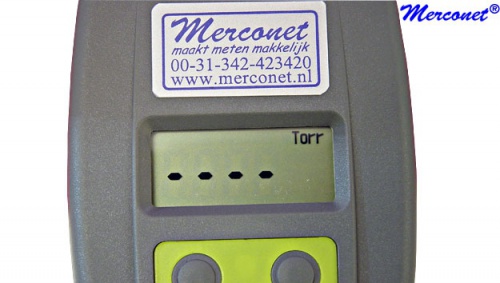 Merconet®
Merconet
maakt meten makkelijk
00-31-342-423420
www.merconet.nl
Torr
- - - -